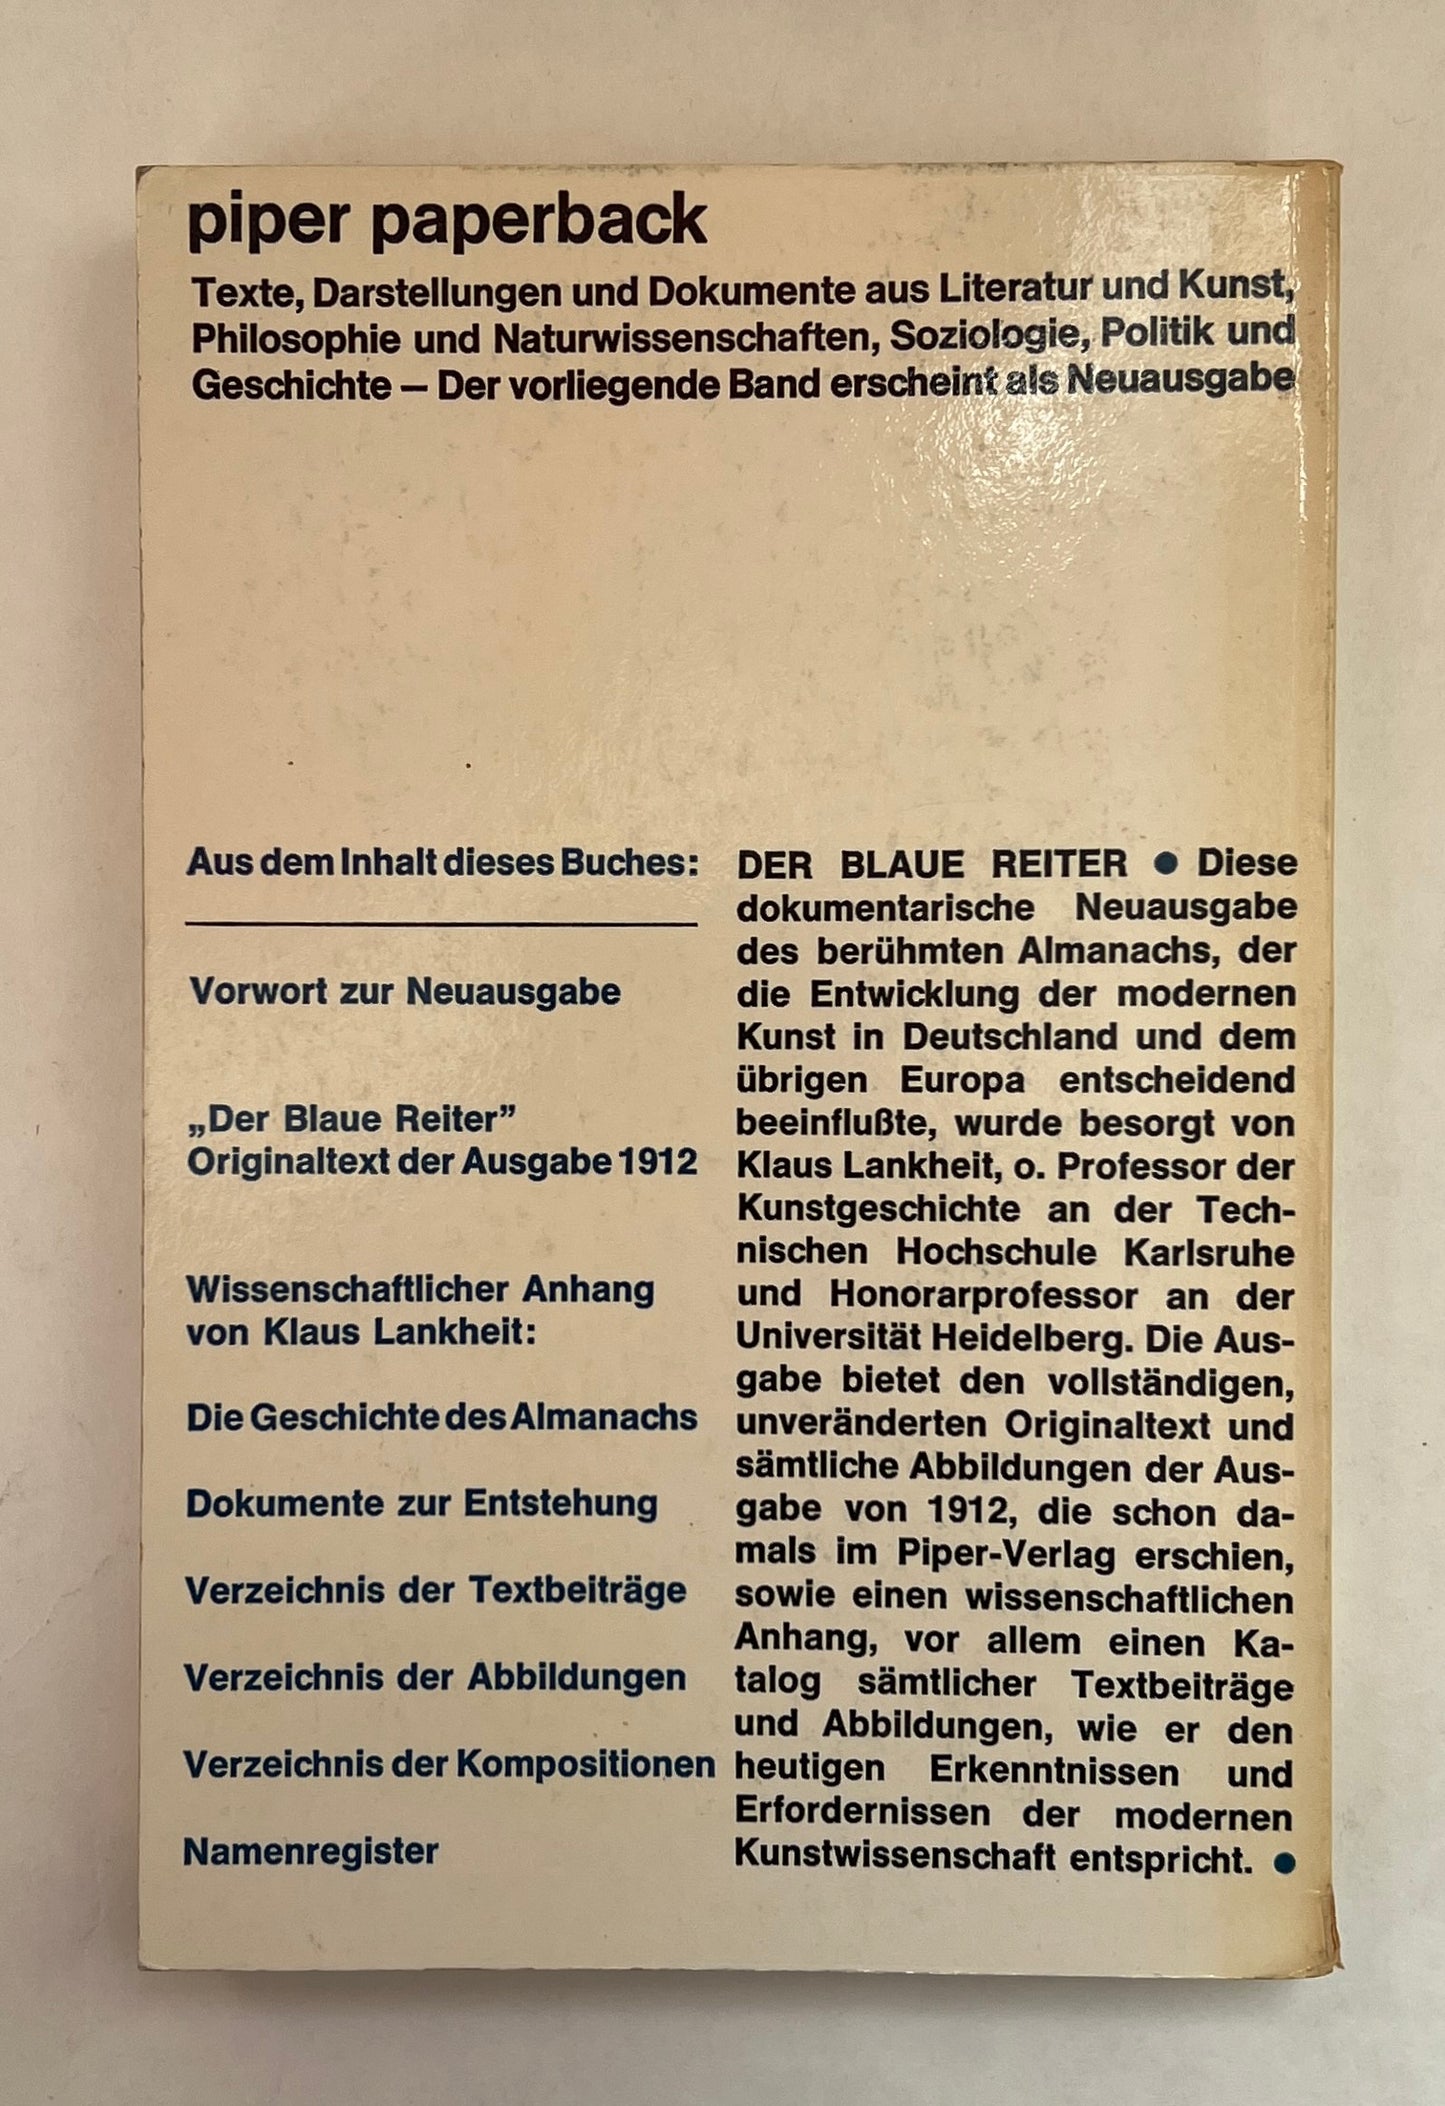 piper paperback
Texte, Darstellungen und Dokumente aus Literatur und Kunst,
Philosophie und Naturwissenschaften, Soziologie, Politik und
Geschichte – Der vorliegende Band erscheint als Neuausgabe
Aus dem Inhalt dieses Buches:
Vorwort zur Neuausgabe
„Der Blaue Reiter”
Originaltext der Ausgabe 1912
Wissenschaftlicher Anhang
von Klaus Lankheit:
Die Geschichte des Almanachs
Dokumente zur Entstehung
Verzeichnis der Textbeiträge
Verzeichnis der Abbildungen
Verzeichnis der Kompositionen
Namenregister
DER BLAUE REITER ● Diese
dokumentarische Neuausgabe
des berühmten Almanachs, der
die Entwicklung der modernen
Kunst in Deutschland und dem
übrigen Europa entscheidend
beeinflußte, wurde besorgt von
Klaus Lankheit, o. Professor der
Kunstgeschichte an der Tech-
nischen Hochschule Karlsruhe
und Honorarprofessor an der
Universität Heidelberg. Die Aus-
gabe bietet den vollständigen,
unveränderten Originaltext und
sämtliche Abbildungen der Aus-
gabe von 1912, die schon da-
mals im Piper-Verlag erschien,
sowie einen wissenschaftlichen
Anhang, vor allem einen Ka-
talog sämtlicher Textbeiträge
und Abbildungen, wie er den
heutigen Erkenntnissen und
Erfordernissen der modernen
Kunstwissenschaft entspricht. ●